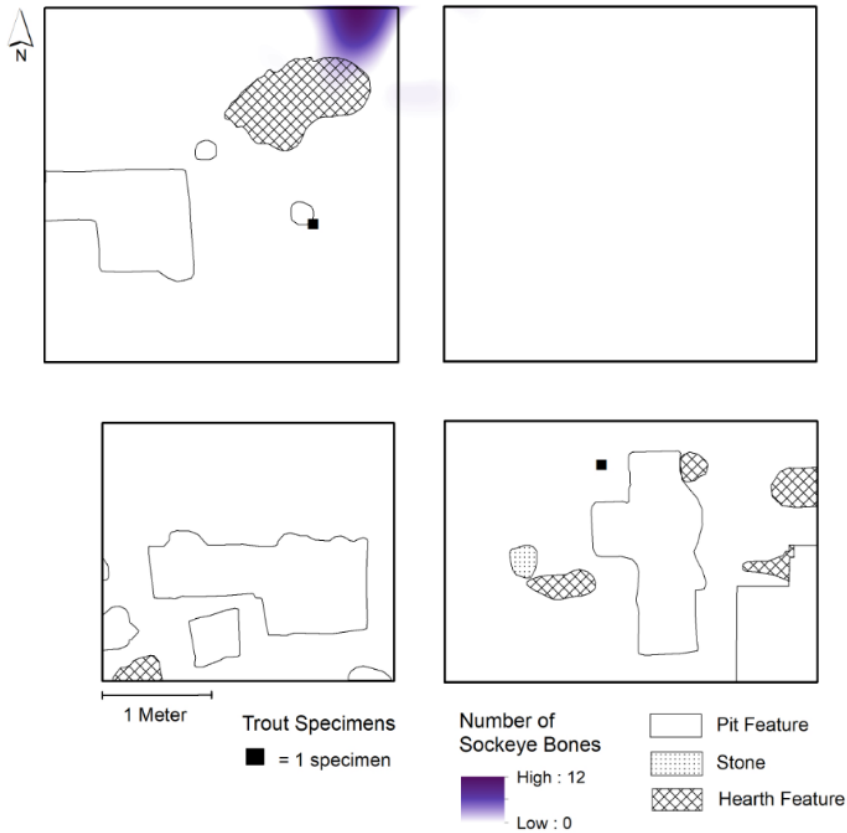 N
1 Meter
Trout Specimens
= 1 specimen
Number of
Sockeye Bones
High : 12
Low : 0
Pit Feature
Stone
Hearth Feature